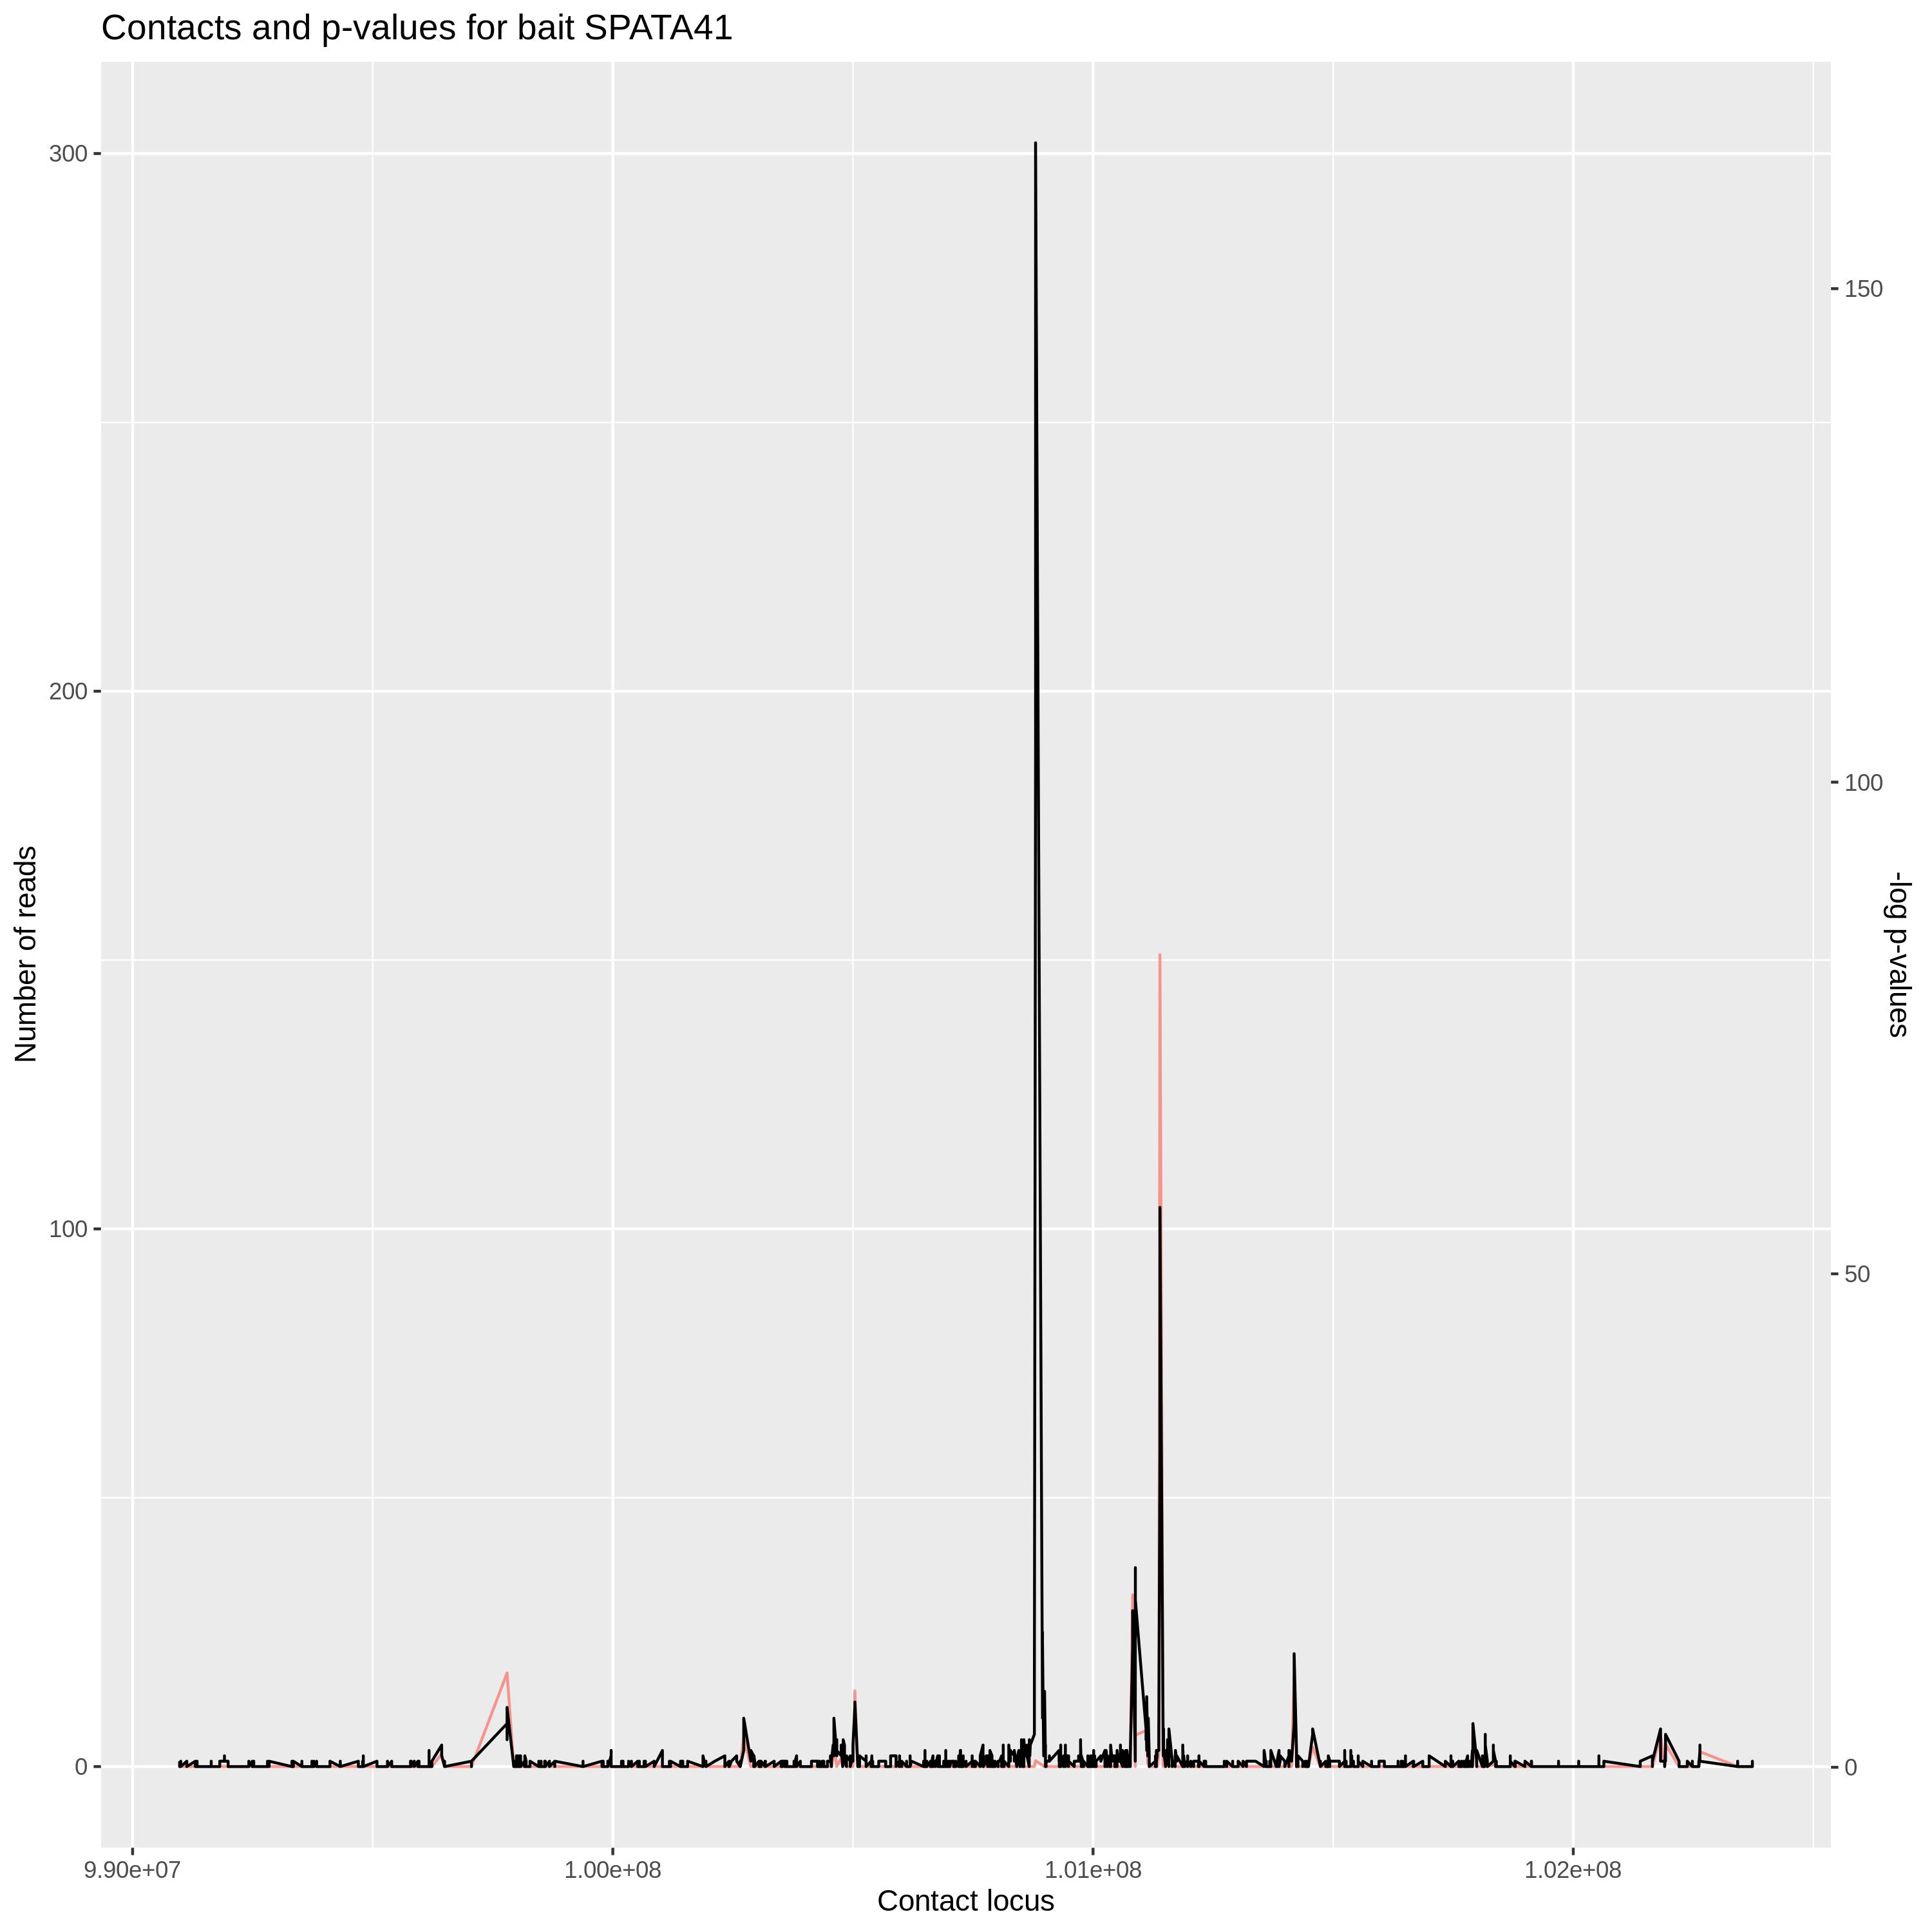 Contacts and p-values for bait SPATA41
300
200
100
0
150
100
50
0
Number of reads
-log p-values
9.90e+07
1.00e+08
1.01e+08
1.02e+08
Contact locus